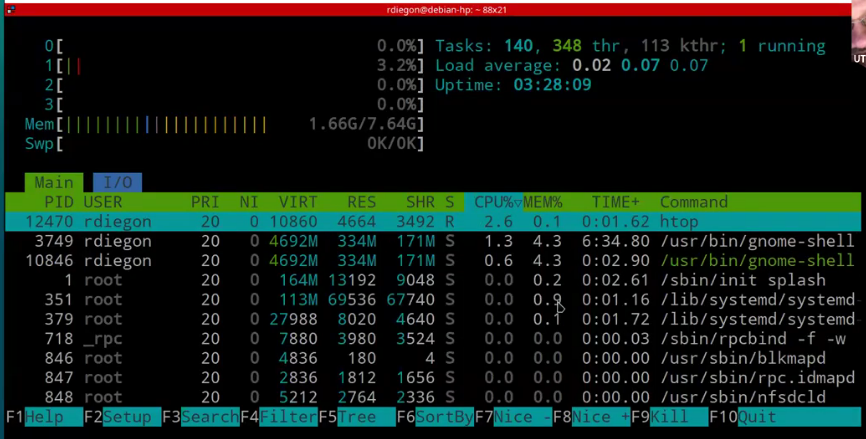 rdiegon@debian-hp: ~ 88x21
UT
0[ 0.0%] Tasks: 140, 348 thr, 113 kthr; 1 running
1[|| 3.2%] Load average: 0.02 0.07 0.07
2[ 0.0%] Uptime: 03:28:09
3[ 0.0%]
Mem[|||||||||||||||||||| 1.66G/7.64G]
Swp[ 0K/0K]
Main I/O
PID USER PRI NI VIRT RES SHR S CPU%▽MEM% TIME+ Command
12470 rdiegon 20 0 10860 4664 3492 R 2.6 0.1 0:01.62 htop
3749 rdiegon 20 0 4692M 334M 171M S 1.3 4.3 6:34.80 /usr/bin/gnome-shell
10846 rdiegon 20 0 4692M 334M 171M S 0.6 4.3 0:02.90 /usr/bin/gnome-shell
1 root 20 0 164M 13192 9048 S 0.0 0.2 0:02.61 /sbin/init splash
351 root 20 0 113M 69536 67740 S 0.0 0.9 0:01.16 /lib/systemd/systemd-
379 root 20 0 27988 8020 4640 S 0.0 0.1 0:01.72 /lib/systemd/systemd-
718 _rpc 20 0 7880 3980 3524 S 0.0 0.0 0:00.03 /sbin/rpcbind -f -w
846 root 20 0 4836 180 4 S 0.0 0.0 0:00.00 /usr/sbin/blkmapd
847 root 20 0 2836 1812 1656 S 0.0 0.0 0:00.00 /usr/sbin/rpc.idmapd
848 root 20 0 5212 2764 2336 S 0.0 0.0 0:00.00 /usr/sbin/nfsdcld
F1Help F2Setup F3SearchF4FilterF5Tree F6SortByF7Nice -F8Nice +F9Kill F10Quit